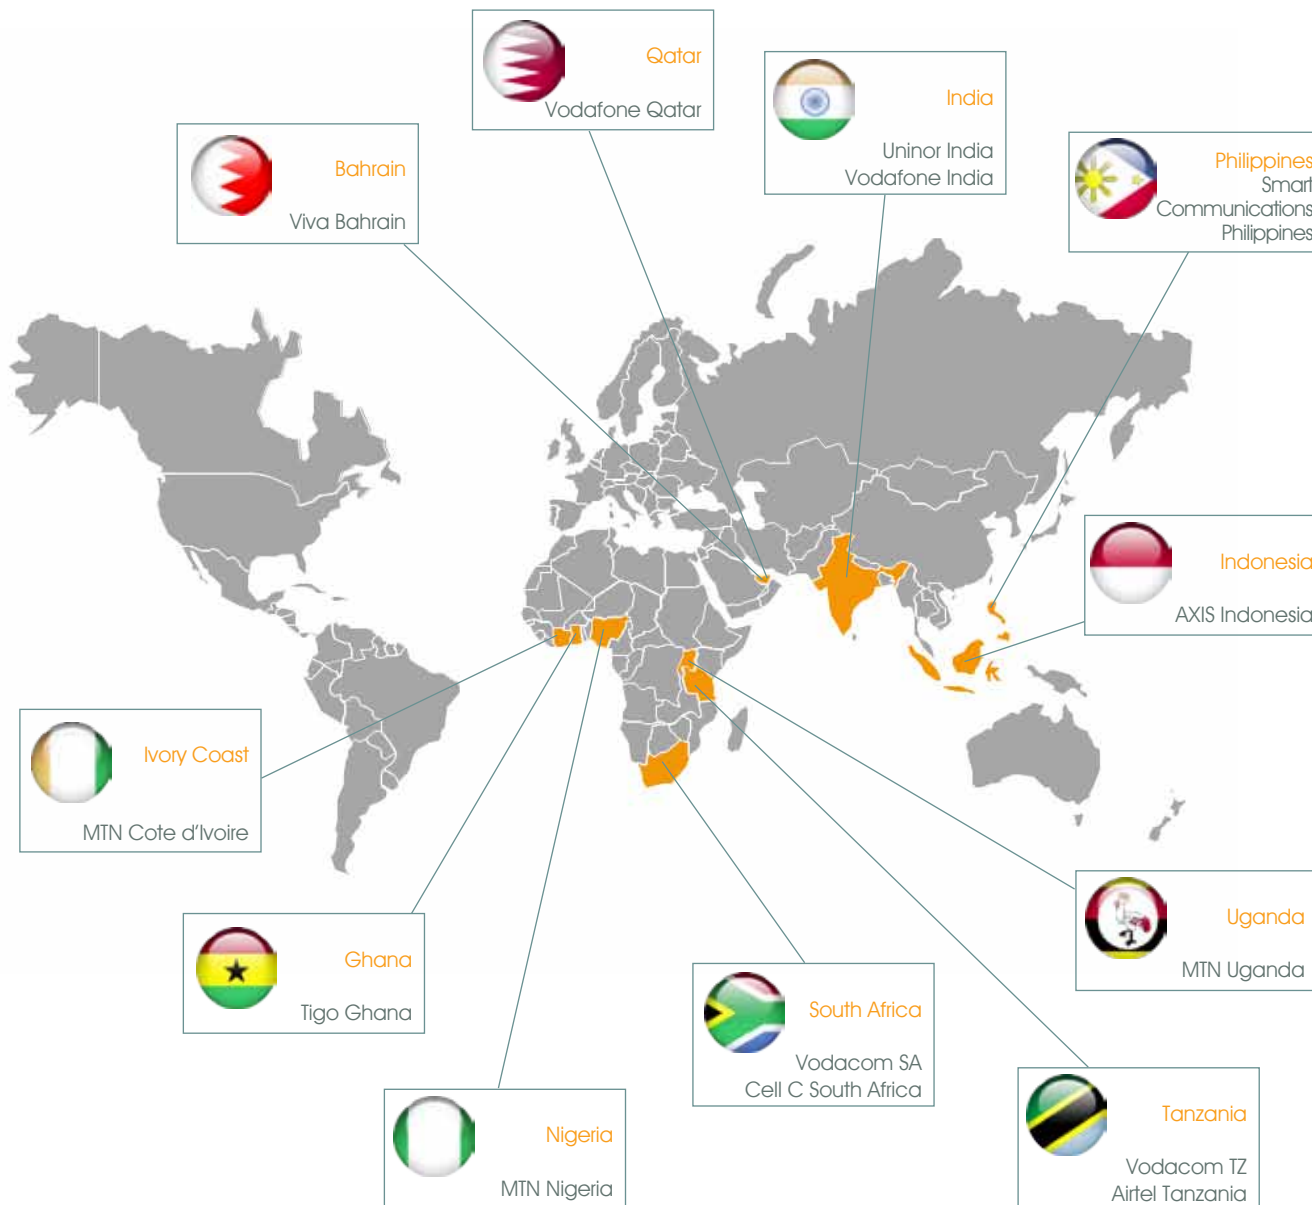 Qatar
Vodafone Qatar
India
Uninor India
Vodafone India
Bahrain
Viva Bahrain
Philippines
Smart
Communications
Philippines
Indonesia
AXIS Indonesia
Ivory Coast
MTN Cote d'Ivoire
Uganda
MTN Uganda
Ghana
Tigo Ghana
South Africa
Vodacom SA
Cell C South Africa
Nigeria
MTN Nigeria
Tanzania
Vodacom TZ
Airtel Tanzania